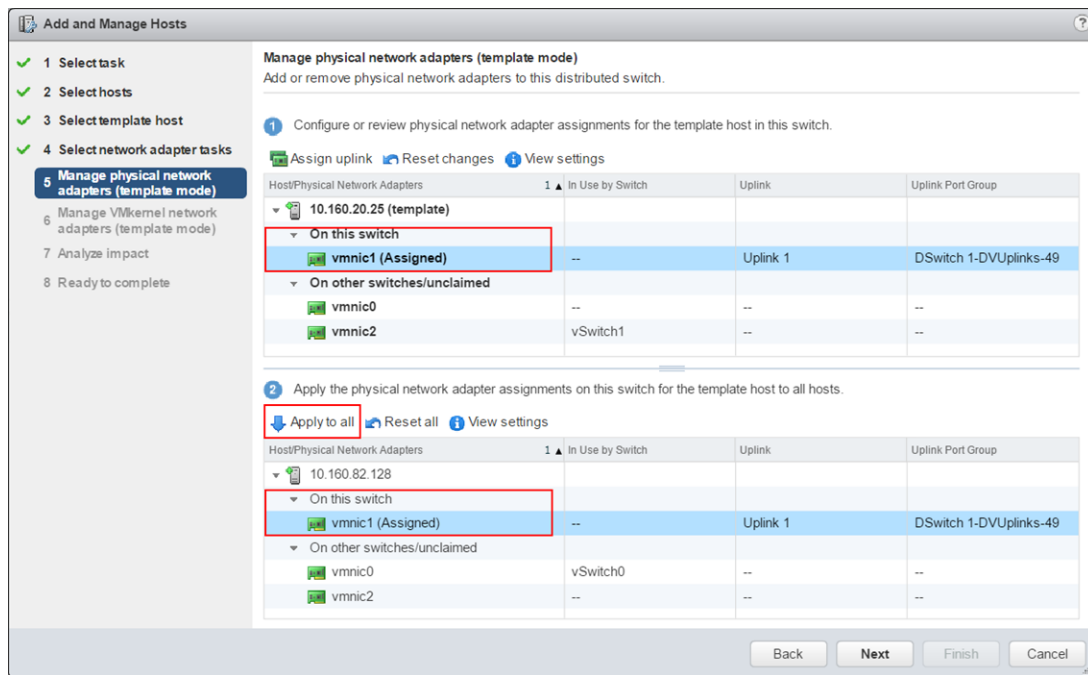 Add and Manage Hosts
?
1 Select task
2 Select hosts
3 Select template host
4 Select network adapter tasks
5 Manage physical network
adapters (template mode)
6 Manage VMkernel network
adapters (template mode)
7 Analyze impact
8 Ready to complete
Manage physical network adapters (template mode)
Add or remove physical network adapters to this distributed switch.
1 Configure or review physical network adapter assignments for the template host in this switch.
Assign uplink Reset changes View settings
Host/Physical Network Adapters 1 ▲ In Use by Switch Uplink Uplink Port Group
10.160.20.25 (template)
On this switch
vmnic1 (Assigned) -- Uplink 1 DSwitch 1-DVUplinks-49
On other switches/unclaimed
vmnic0 -- -- --
vmnic2 vSwitch1 -- --
2 Apply the physical network adapter assignments on this switch for the template host to all hosts.
Apply to all Reset all View settings
Host/Physical Network Adapters 1 ▲ In Use by Switch Uplink Uplink Port Group
10.160.82.128
On this switch
vmnic1 (Assigned) -- Uplink 1 DSwitch 1-DVUplinks-49
On other switches/unclaimed
vmnic0 vSwitch0 -- --
vmnic2 -- -- --
Back Next Finish Cancel